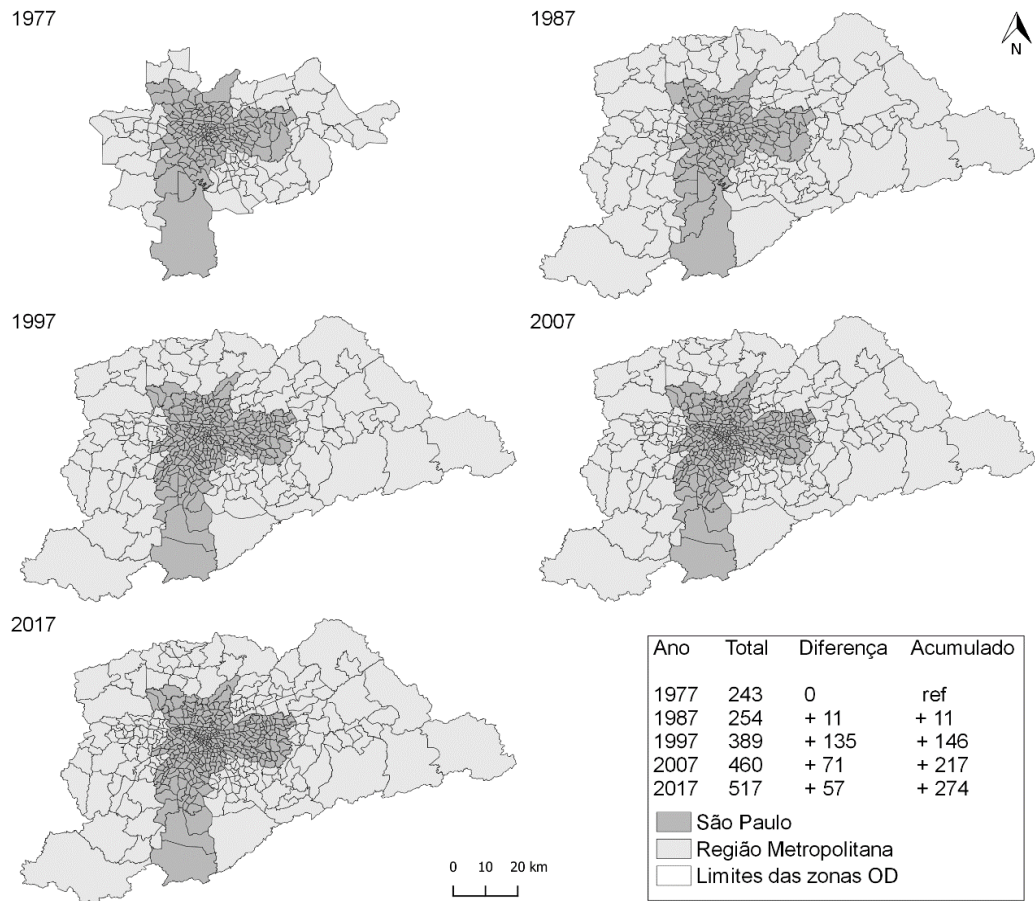 1977
1987
N
1997
2007
2017
0 10 20 km
Ano Total Diferença Acumulado
1977 243 0 ref
1987 254 + 11 + 11
1997 389 + 135 + 146
2007 460 + 71 + 217
2017 517 + 57 + 274
São Paulo
Região Metropolitana
Limites das zonas OD